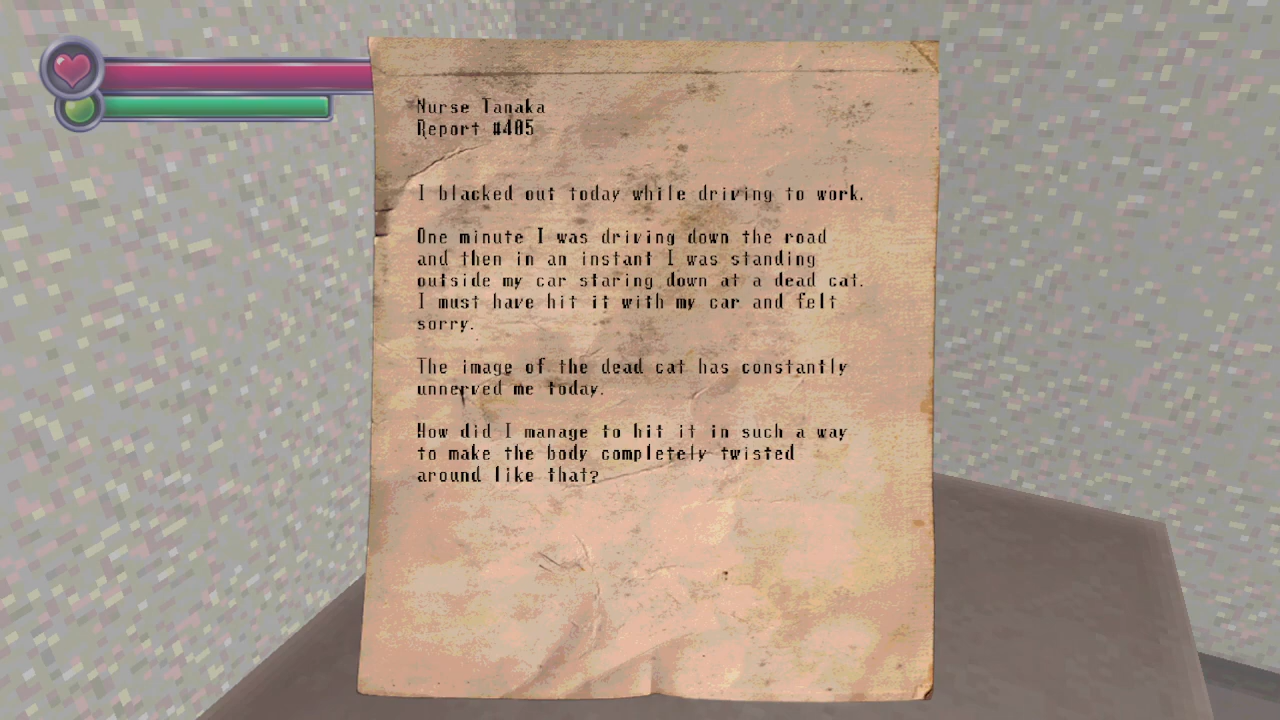 Nurse Tanaka
Report #405
I blacked out today while driving to work.
One minute I was driving down the road
and then in an instant I was standing
outside my car staring down at a dead cat.
I must have hit it with my car and felt
sorry.
The image of the dead cat has constantly
unnerved me today.
How did I manage to hit it in such a way
to make the body completely twisted
around like that?